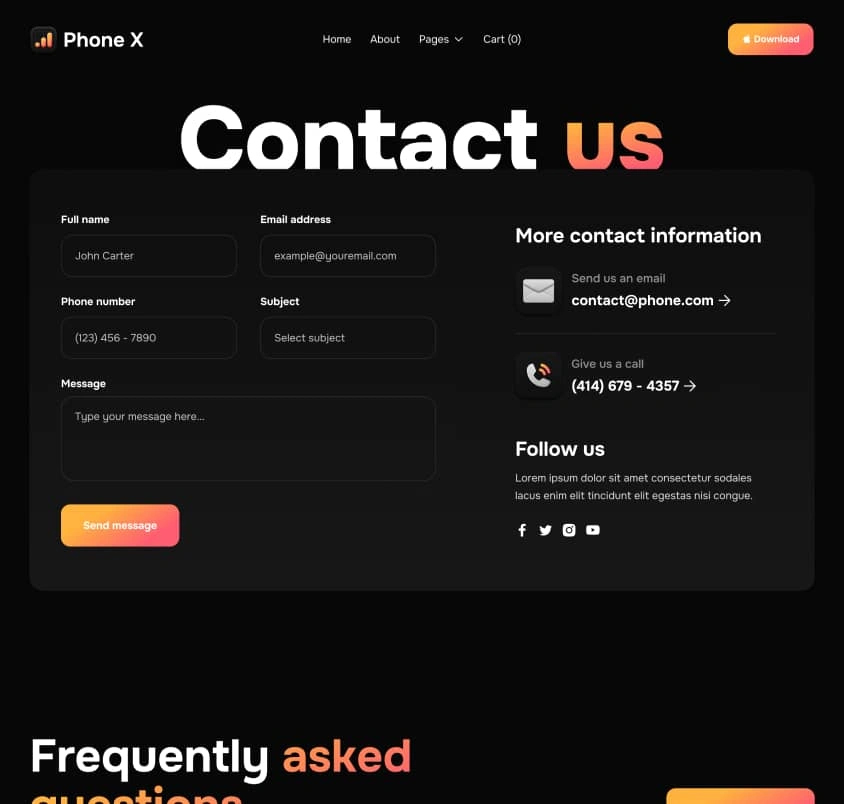 Phone X
Home About Pages Cart (0)
Download
Contact us
Full name
John Carter
Email address
example@youremail.com
Phone number
(123) 456 - 7890
Subject
Select subject
Message
Type your message here...
Send message
More contact information
Send us an email
contact@phone.com
Give us a call
(414) 679 - 4357
Follow us
Lorem ipsum dolor sit amet consectetur sodales
lacus enim elit tincidunt elit egestas nisi congue.
Frequently asked
questions